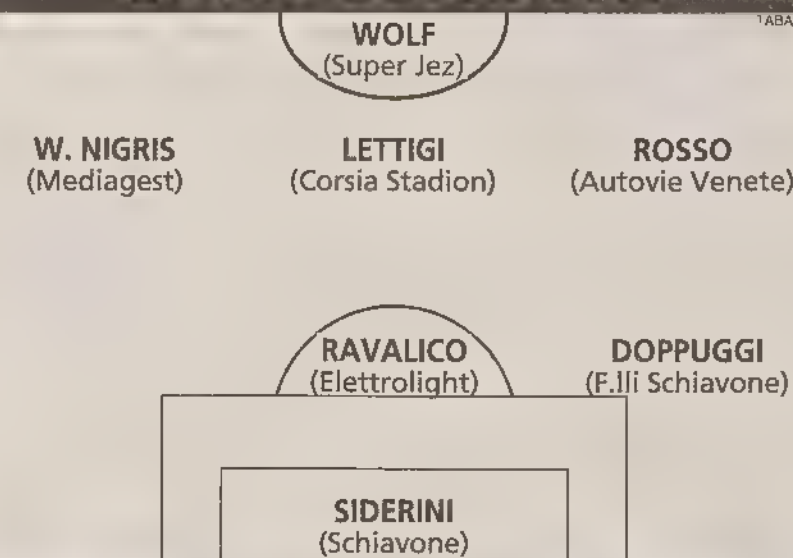 WOLF
(Super Jez)
W. NIGRIS
(Mediagest)
LETTIGI
(Corsia Stadion)
ROSSO
(Autovie Venete)
RAVALICO
(Elettrolight)
DOPPUGGI
(F.lli Schiavone)
SIDERINI
(Schiavone)